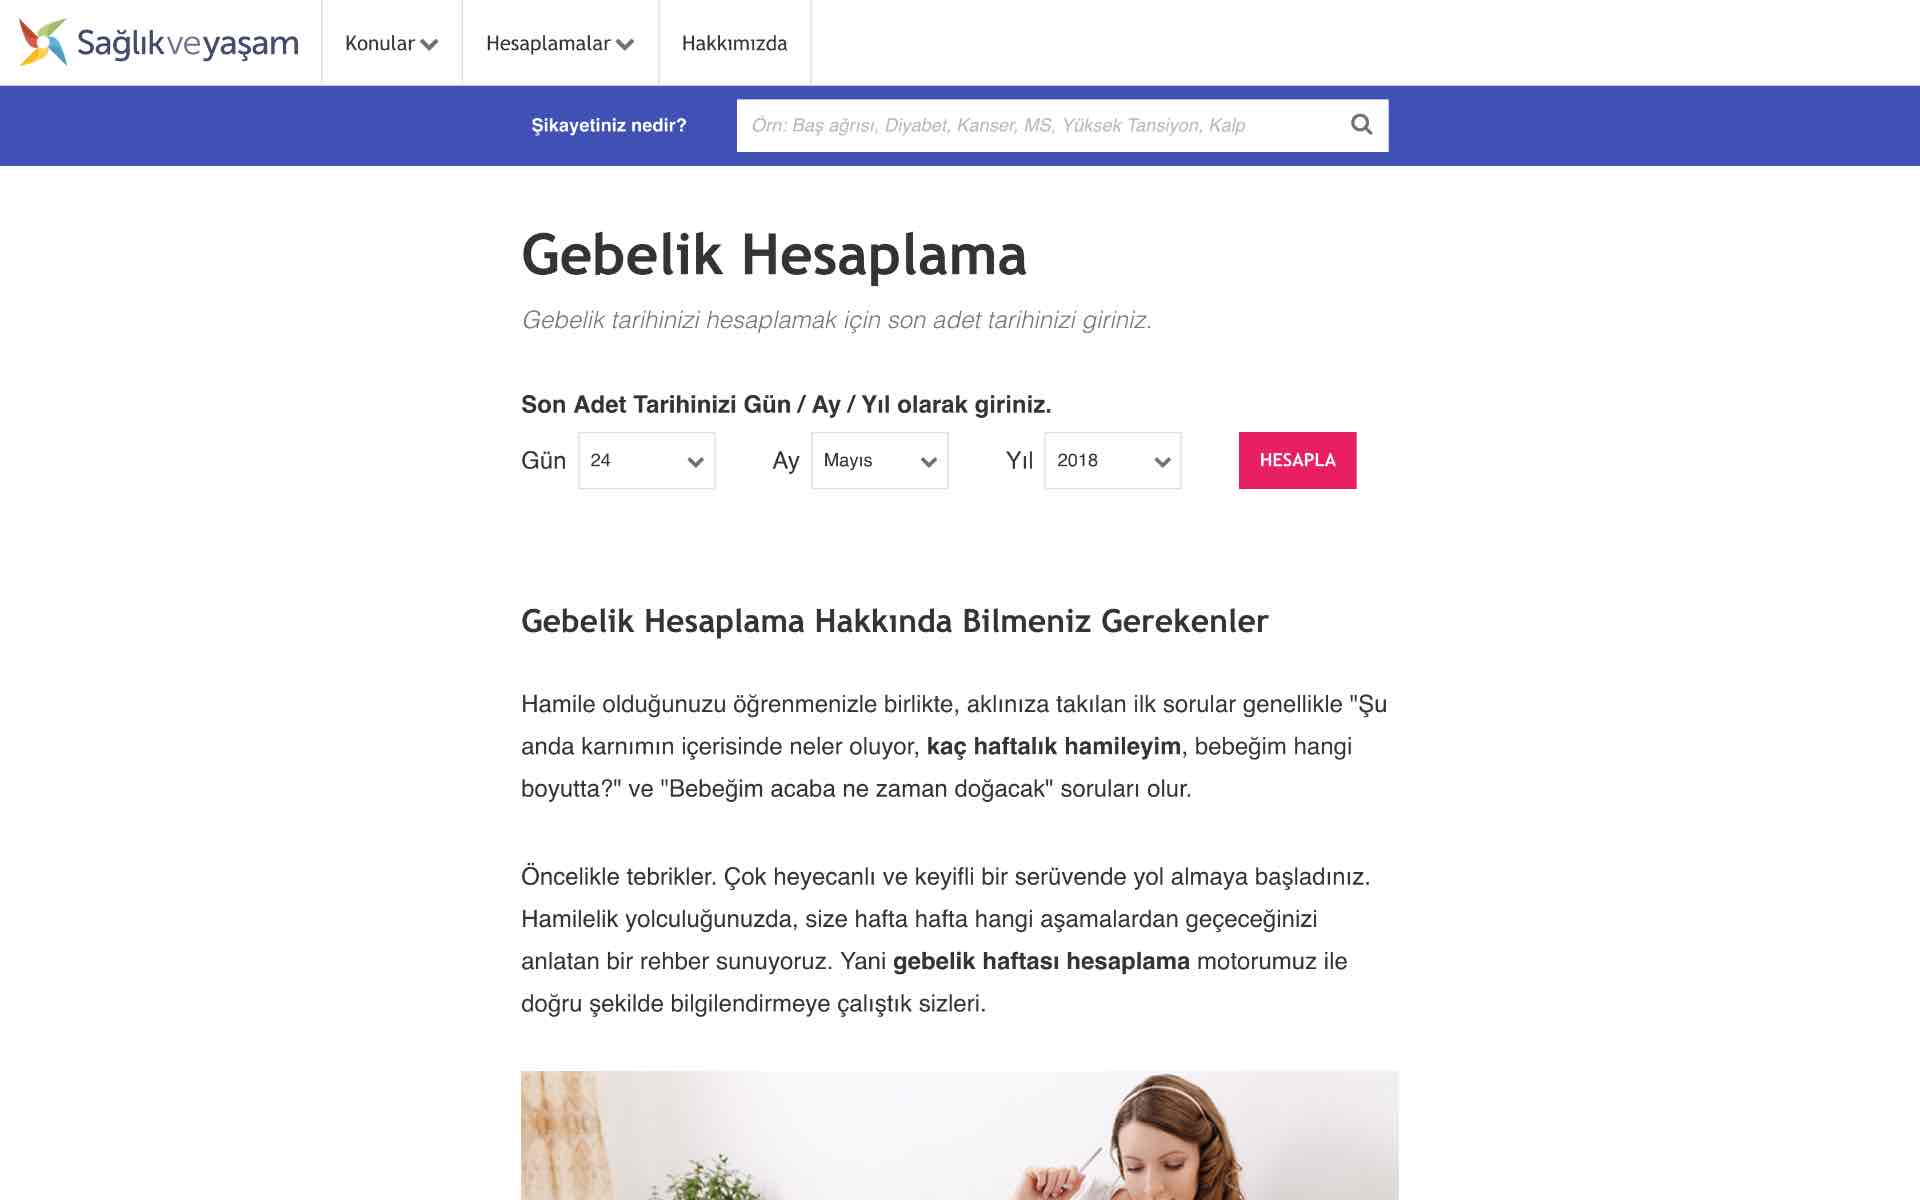 Sağlıkveyaşam
Konular
Hesaplamalar
Hakkımızda
Şikayetiniz nedir?
Örn: Baş ağrısı, Diyabet, Kanser, MS, Yüksek Tansiyon, Kalp
Gebelik Hesaplama
Gebelik tarihinizi hesaplamak için son adet tarihinizi giriniz.
Son Adet Tarihinizi Gün / Ay / Yıl olarak giriniz.
Gün 24 Ay Mayıs Yıl 2018 HESAPLA
Gebelik Hesaplama Hakkında Bilmeniz Gerekenler
Hamile olduğunuzu öğrenmenizle birlikte, aklınıza takılan ilk sorular genellikle "Şu
anda karnımın içerisinde neler oluyor, kaç haftalık hamileyim, bebeğim hangi
boyutta?" ve "Bebeğim acaba ne zaman doğacak" soruları olur.
Öncelikle tebrikler. Çok heyecanlı ve keyifli bir serüvende yol almaya başladınız.
Hamilelik yolculuğunuzda, size hafta hafta hangi aşamalardan geçeceğinizi
anlatan bir rehber sunuyoruz. Yani gebelik haftası hesaplama motorumuz ile
doğru şekilde bilgilendirmeye çalıştık sizleri.